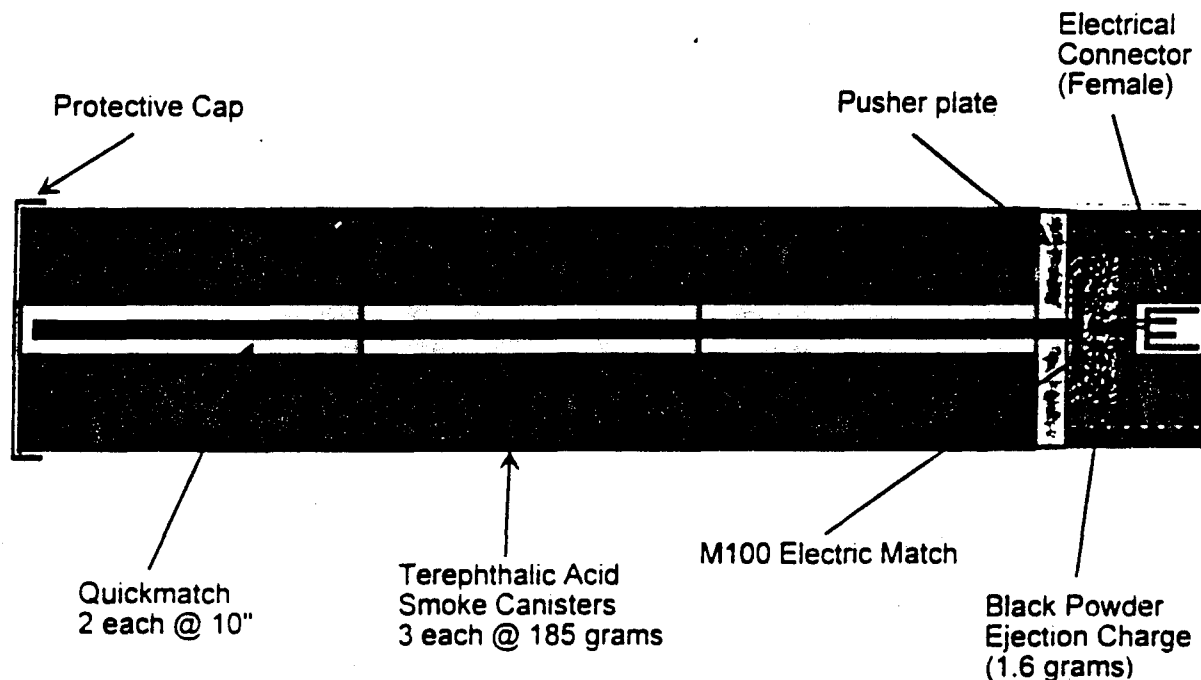 Electrical
Connector
(Female)
Protective Cap
Pusher plate
M100 Electric Match
Quickmatch
2 each @ 10"
Terephthalic Acid
Smoke Canisters
3 each @ 185 grams
Black Powder
Ejection Charge
(1.6 grams)